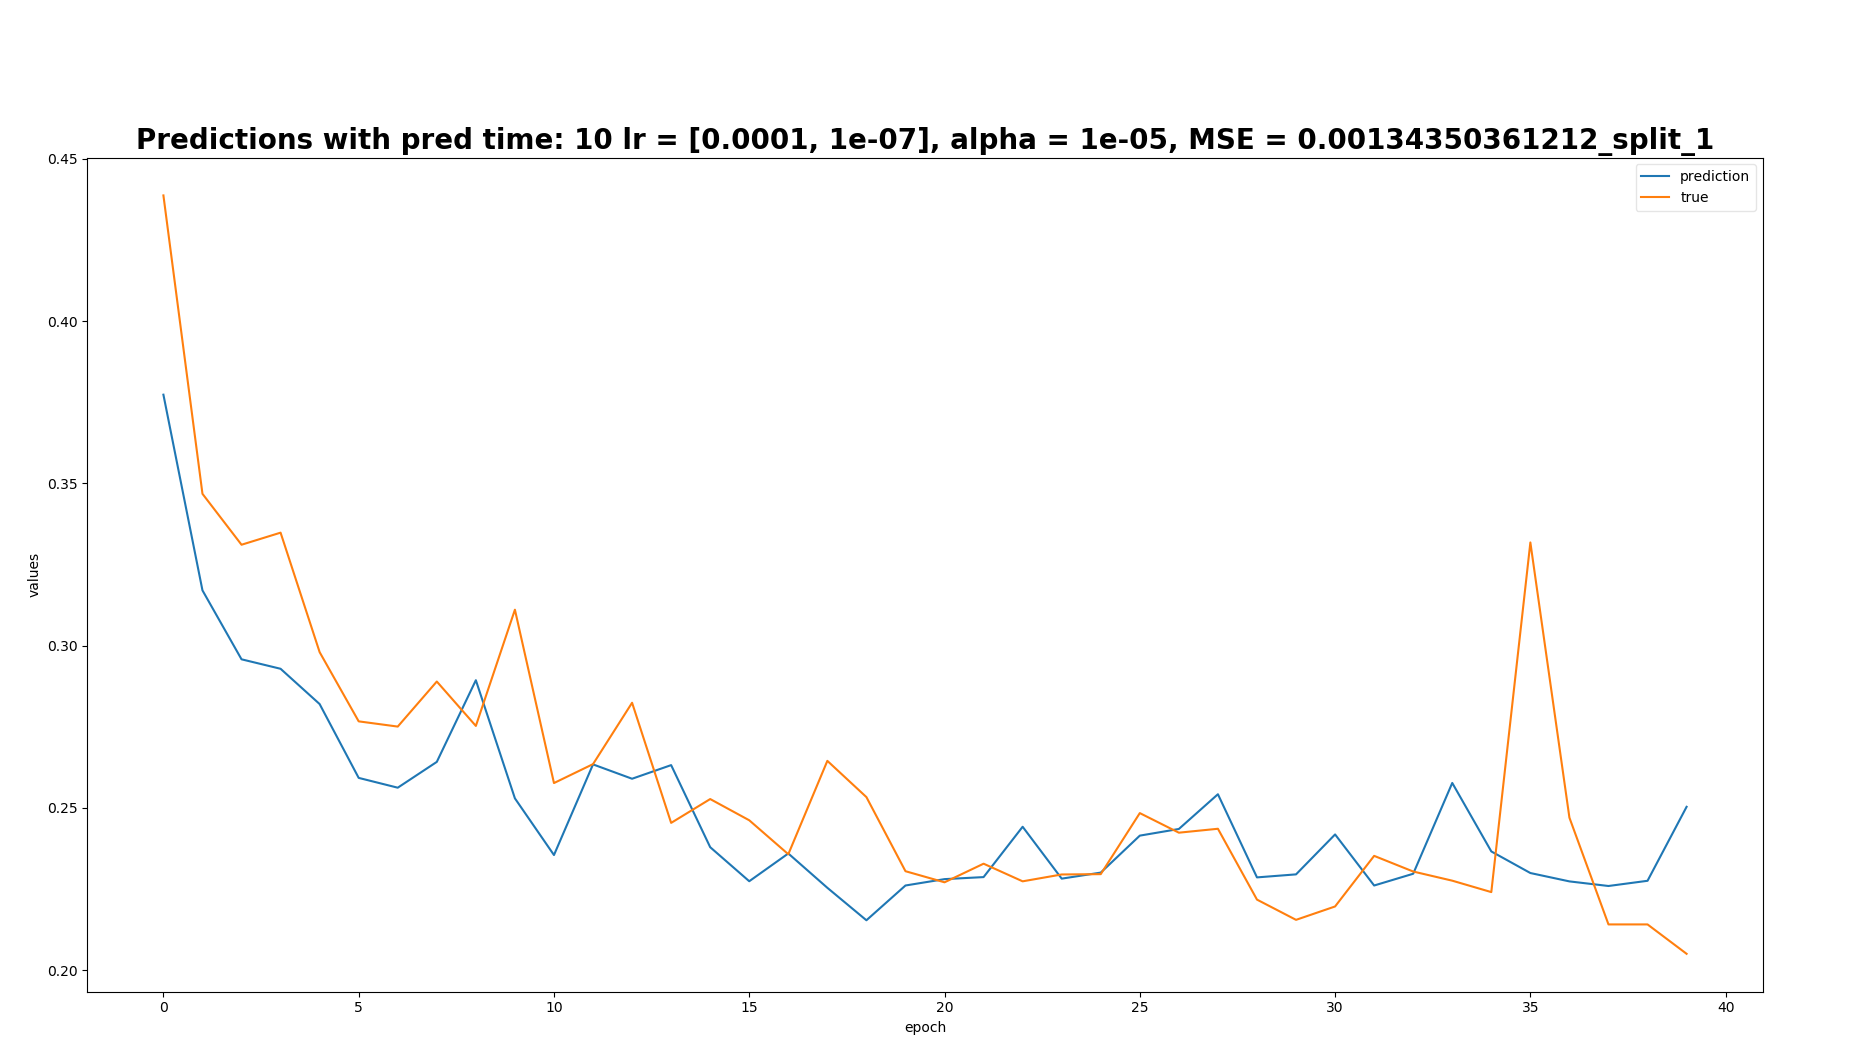 Predictions with pred time: 10 lr = [0.0001, 1e-07], alpha = 1e-05, MSE = 0.00134350361212_split_1
prediction
true
0.45
0.40
0.35
0.30
0.25
0.20
values
0 5 10 15 20 25 30 35 40
epoch